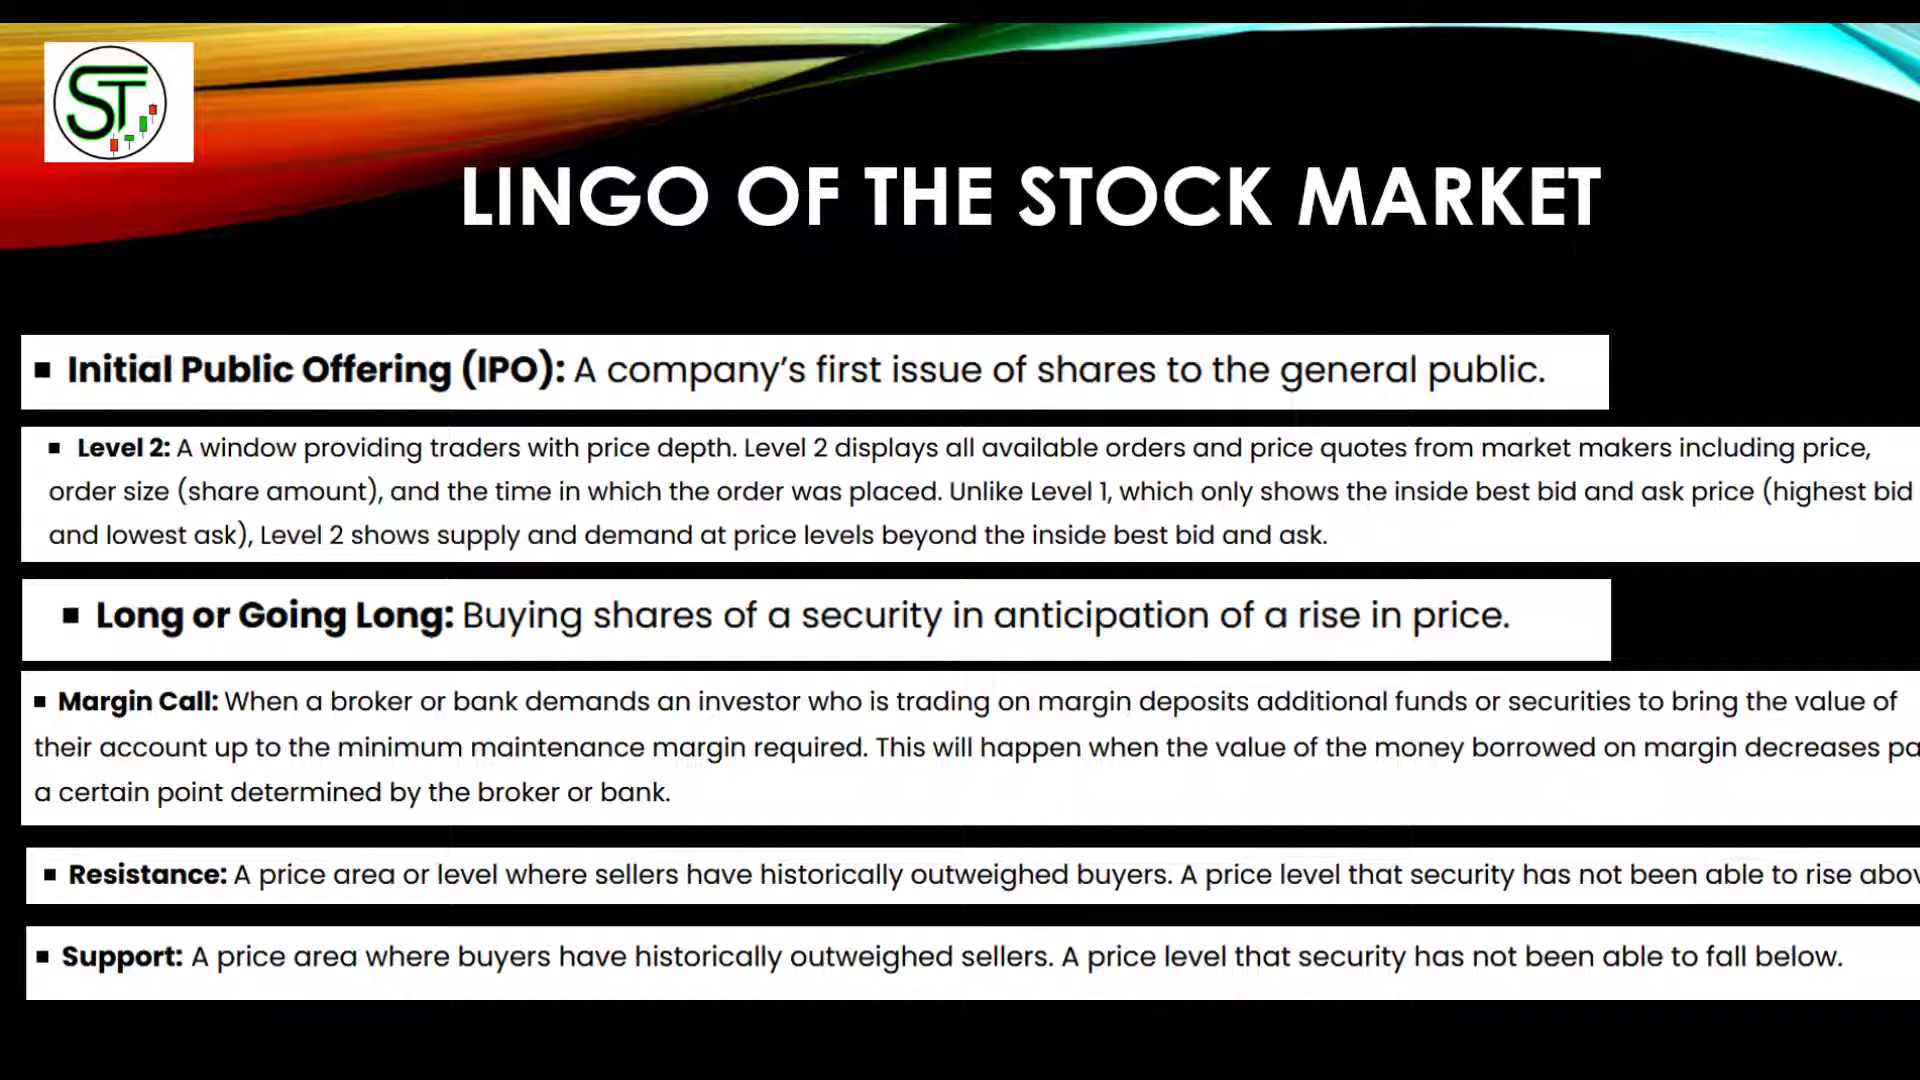 ST
LINGO OF THE STOCK MARKET
▪ Initial Public Offering (IPO): A company's first issue of shares to the general public.
▪ Level 2: A window providing traders with price depth. Level 2 displays all available orders and price quotes from market makers including price,
order size (share amount), and the time in which the order was placed. Unlike Level 1, which only shows the inside best bid and ask price (highest bid
and lowest ask), Level 2 shows supply and demand at price levels beyond the inside best bid and ask.
▪ Long or Going Long: Buying shares of a security in anticipation of a rise in price.
▪ Margin Call: When a broker or bank demands an investor who is trading on margin deposits additional funds or securities to bring the value of
their account up to the minimum maintenance margin required. This will happen when the value of the money borrowed on margin decreases pa
a certain point determined by the broker or bank.
▪ Resistance: A price area or level where sellers have historically outweighed buyers. A price level that security has not been able to rise abov
▪ Support: A price area where buyers have historically outweighed sellers. A price level that security has not been able to fall below.